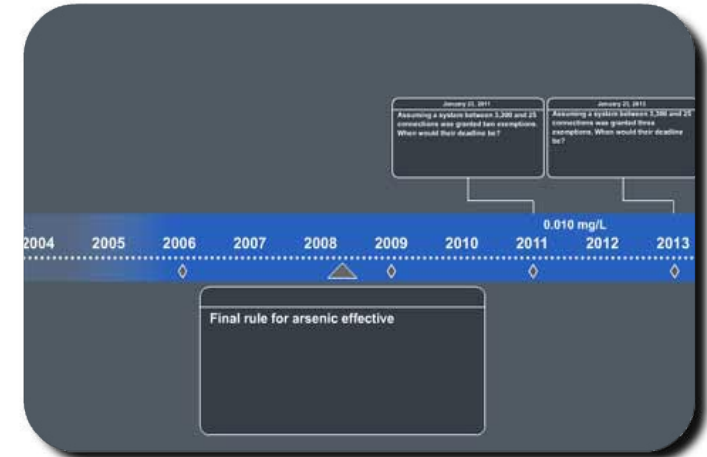 January 23, 2011
Assuming a system between 3,300 and 25
connections was granted two exemptions.
When would their deadline be?
January 23, 2013
Assuming a system between 3,300 and 25
connections was granted three
exemptions. When would their deadline
be?
0.010 mg/L
2004 2005 2006 2007 2008 2009 2010 2011 2012 2013
Final rule for arsenic effective